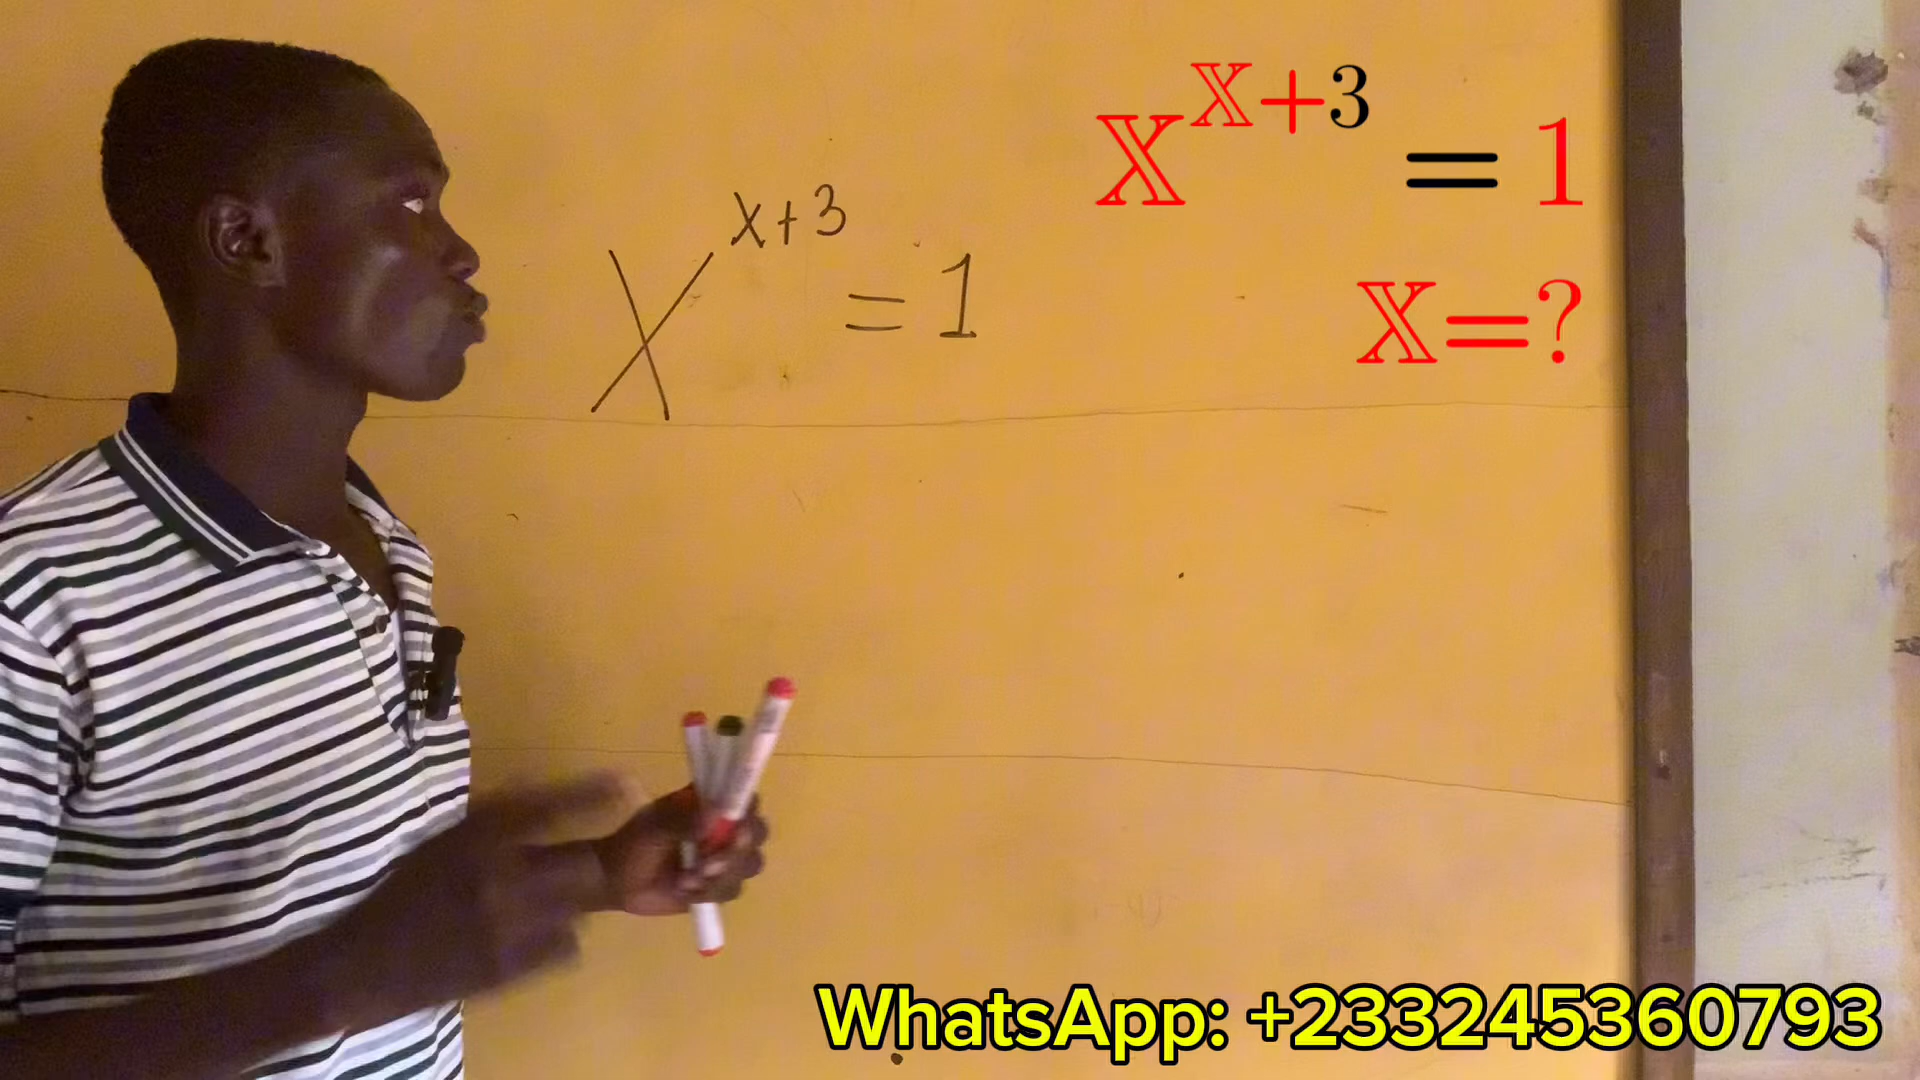 X^{x+3} = 1
𝕏^{𝕏+3} = 1
𝕏=?
WhatsApp: +233245360793